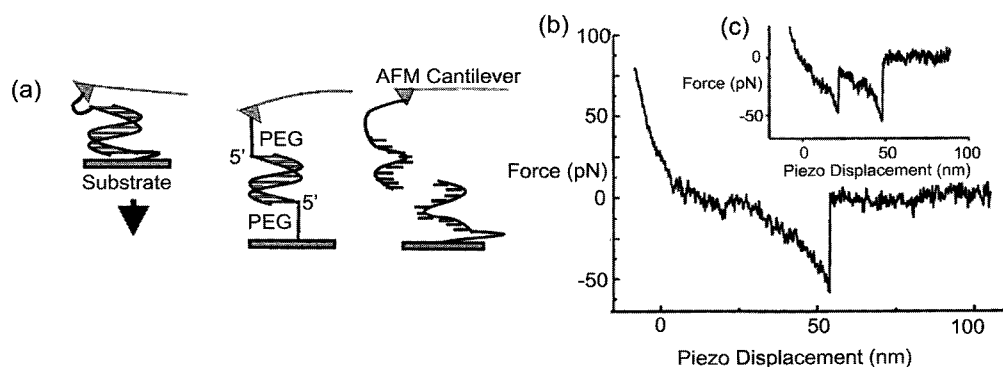 (a)
AFM Cantilever
PEG
5'
5'
PEG
Substrate
(b)
100
50
0
-50
Force (pN)
0
50
100
Piezo Displacement (nm)
(c)
0
-50
Force (pN)
0
50
100
Piezo Displacement (nm)